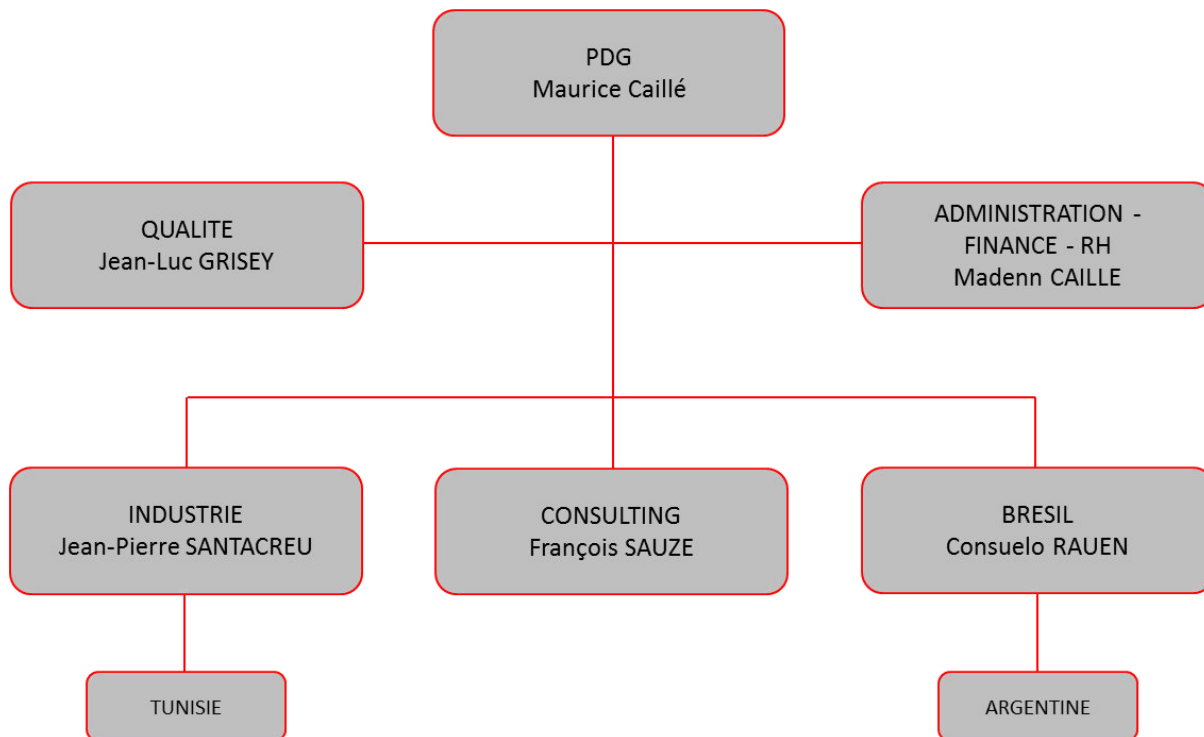 PDG
Maurice Caillé
QUALITE
Jean-Luc GRISEY
ADMINISTRATION -
FINANCE - RH
Madenn CAILLE
INDUSTRIE
Jean-Pierre SANTACREU
CONSULTING
François SAUZE
BRESIL
Consuelo RAUEN
TUNISIE
ARGENTINE